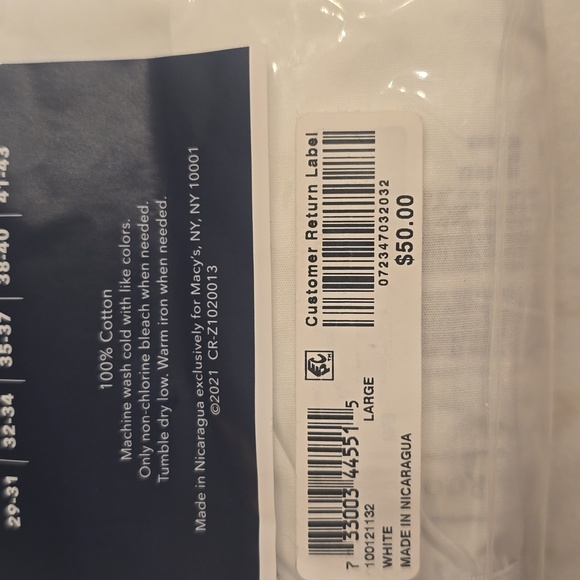 29-31 | 32-34 | 35-37 | 38-40 | 41-43
100% Cotton
Machine wash cold with like colors.
Only non-chlorine bleach when needed.
Tumble dry low. Warm iron when needed.
Made in Nicaragua exclusively for Macy's, NY, NY 10001
©2021 CR-Z1020013
Customer Return Label
072347032032
$50.00
EC™
7 33003 44551 5
100121132 LARGE
WHITE
MADE IN NICARAGUA